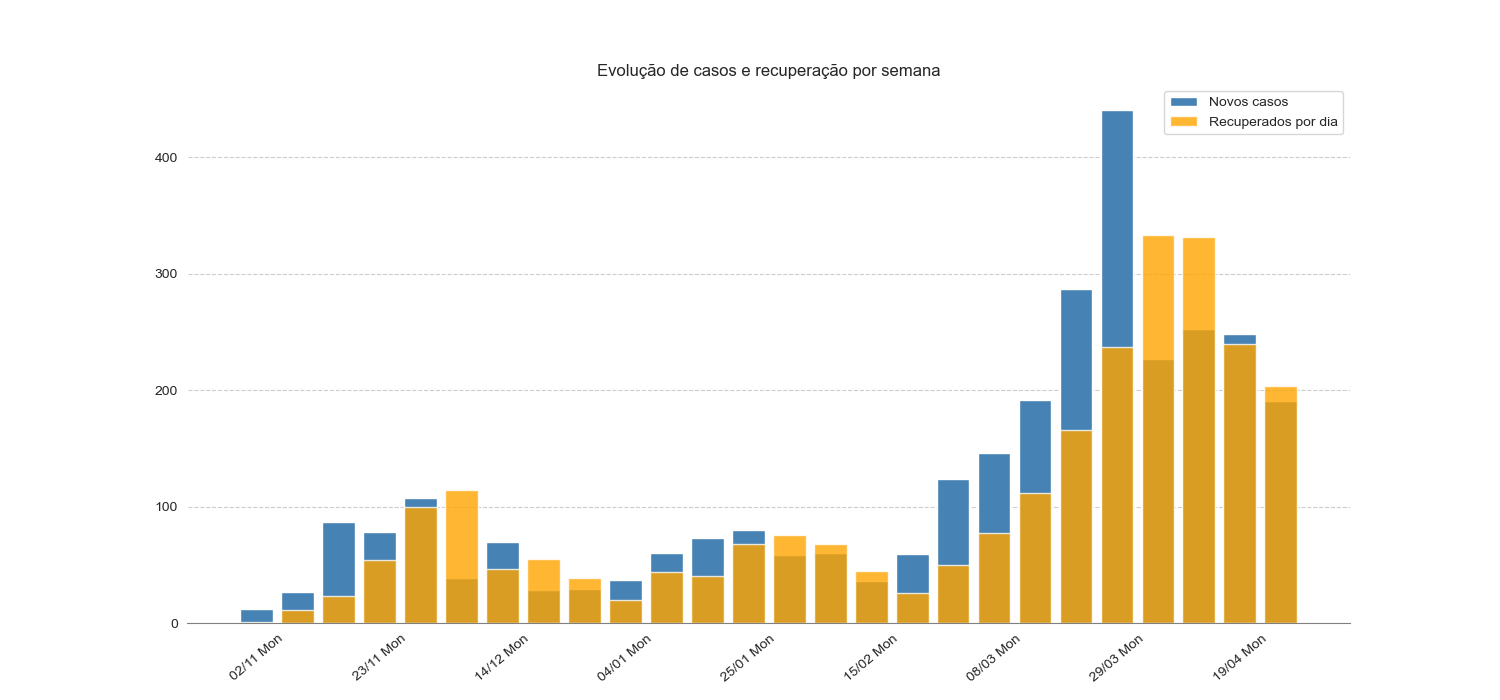 Evolução de casos e recuperação por semana
Novos casos
Recuperados por dia
400
300
200
100
0
02/11 Mon
23/11 Mon
14/12 Mon
04/01 Mon
25/01 Mon
15/02 Mon
08/03 Mon
29/03 Mon
19/04 Mon